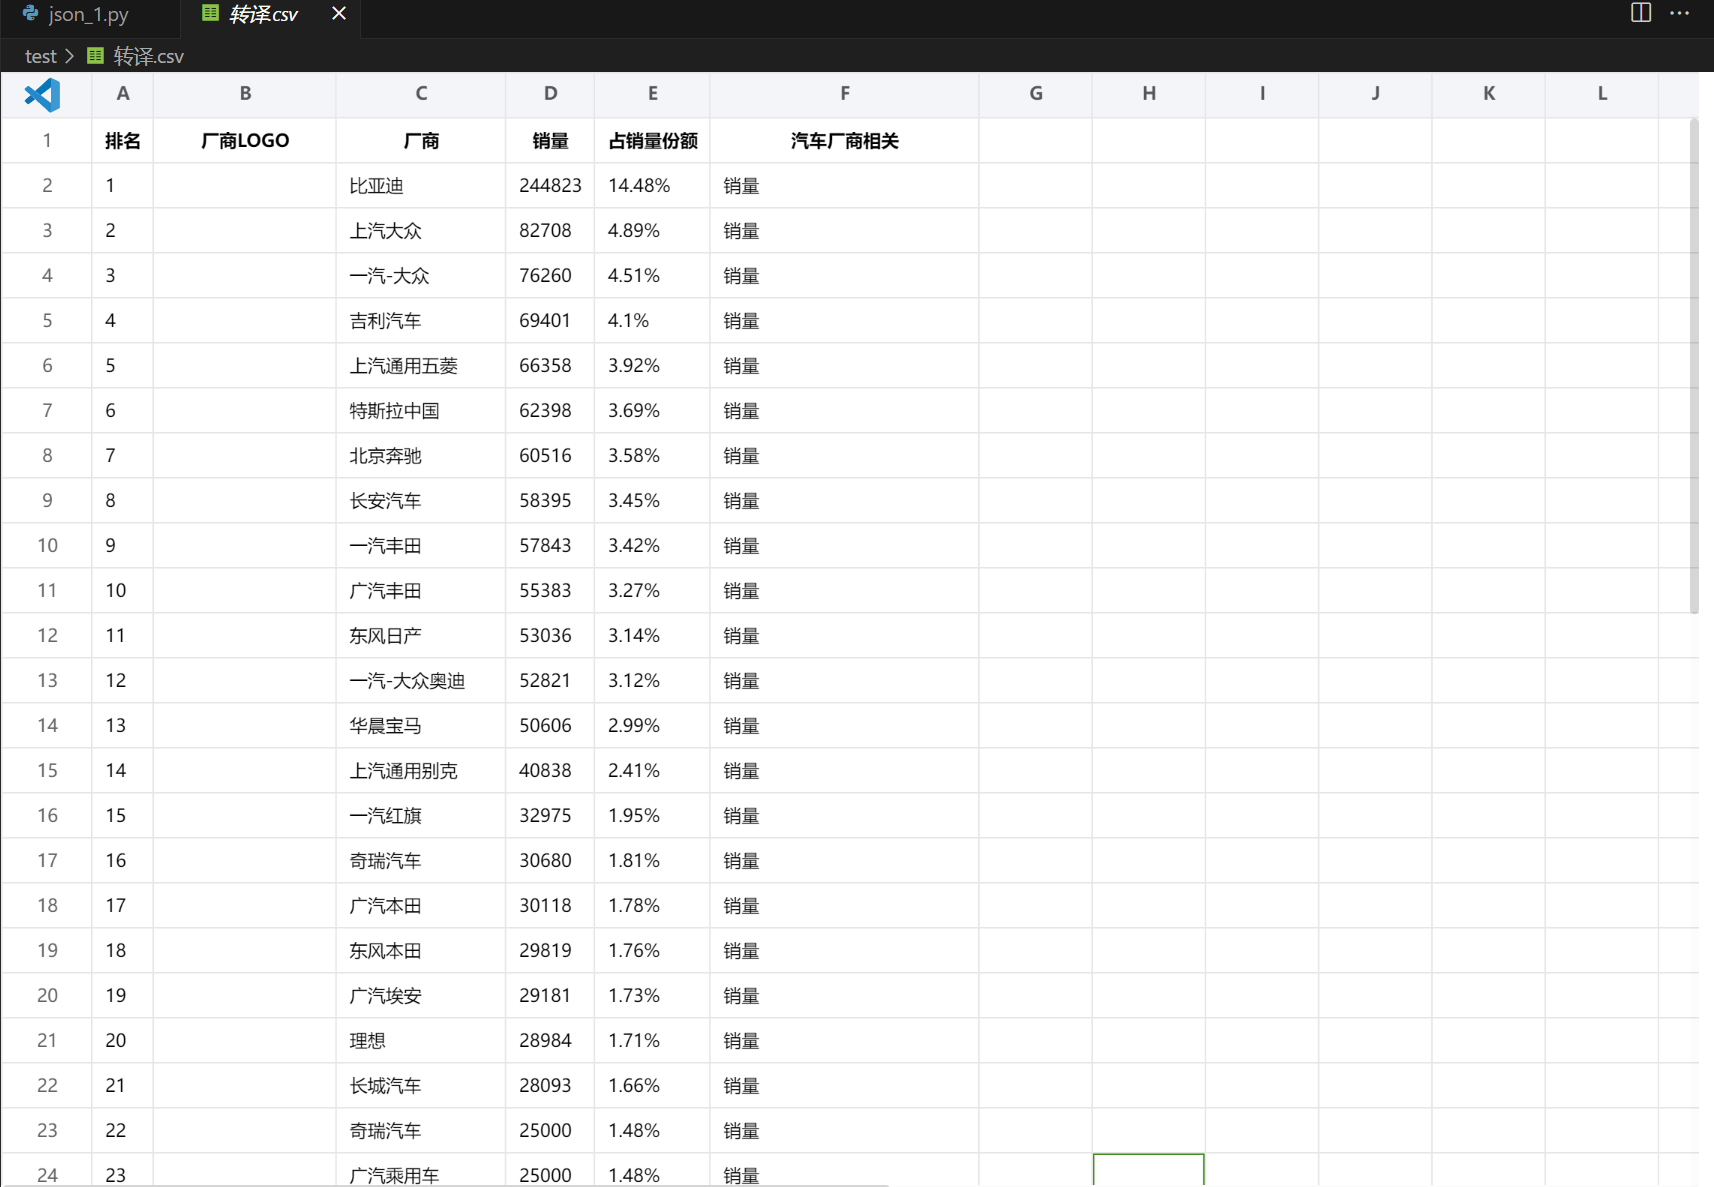 json_1.py 转译.csv
test > 转译.csv
A B C D E F G H I J K L
1 排名 厂商LOGO 厂商 销量 占销量份额 汽车厂商相关
2 1 比亚迪 244823 14.48% 销量
3 2 上汽大众 82708 4.89% 销量
4 3 一汽-大众 76260 4.51% 销量
5 4 吉利汽车 69401 4.1% 销量
6 5 上汽通用五菱 66358 3.92% 销量
7 6 特斯拉中国 62398 3.69% 销量
8 7 北京奔驰 60516 3.58% 销量
9 8 长安汽车 58395 3.45% 销量
10 9 一汽丰田 57843 3.42% 销量
11 10 广汽丰田 55383 3.27% 销量
12 11 东风日产 53036 3.14% 销量
13 12 一汽-大众奥迪 52821 3.12% 销量
14 13 华晨宝马 50606 2.99% 销量
15 14 上汽通用别克 40838 2.41% 销量
16 15 一汽红旗 32975 1.95% 销量
17 16 奇瑞汽车 30680 1.81% 销量
18 17 广汽本田 30118 1.78% 销量
19 18 东风本田 29819 1.76% 销量
20 19 广汽埃安 29181 1.73% 销量
21 20 理想 28984 1.71% 销量
22 21 长城汽车 28093 1.66% 销量
23 22 奇瑞汽车 25000 1.48% 销量
24 23 广汽乘用车 25000 1.48% 销量